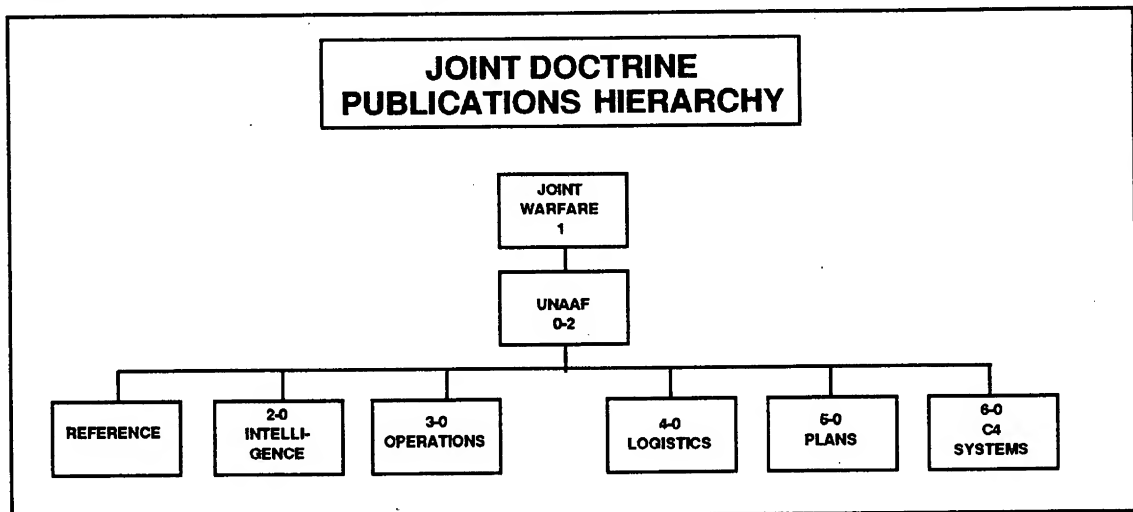 JOINT DOCTRINE
PUBLICATIONS HIERARCHY
JOINT
WARFARE
1
UNAAF
0-2
REFERENCE
2-0
INTELLI-
GENCE
3-0
OPERATIONS
4-0
LOGISTICS
5-0
PLANS
6-0
C4
SYSTEMS